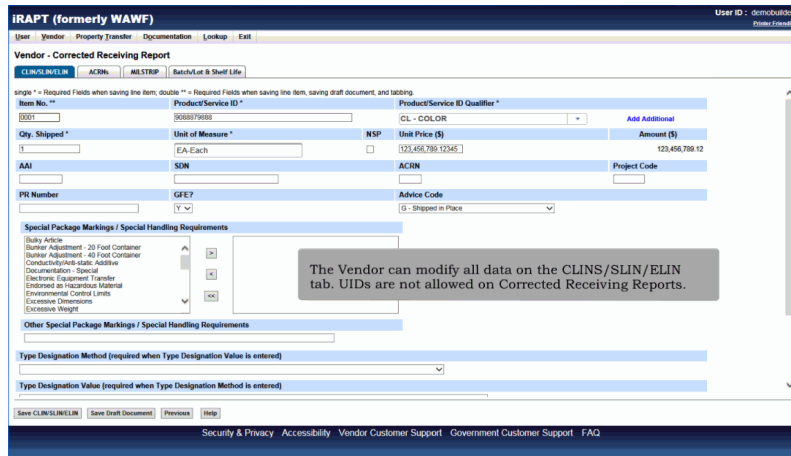 iRAPT (formerly WAWF)
User ID : demobuilde
Printer Friendl
User Vendor Property Transfer Documentation Lookup Exit
Vendor - Corrected Receiving Report
CLIN/SLIN/ELIN ACRNs MILSTRIP Batch/Lot & Shelf Life
single * = Required Fields when saving line item; double ** = Required Fields when saving line item, saving draft document, and tabbing.
Item No. ** Product/Service ID * Product/Service ID Qualifier *
0001 9088879888 CL - COLOR Add Additional
Qty. Shipped * Unit of Measure * NSP Unit Price ($) Amount ($)
1 EA-Each 123,456,789.12345 123,456,789.12
AAI SDN ACRN Project Code
PR Number GFE? Advice Code
Y G - Shipped in Place
Special Package Markings / Special Handling Requirements
Bulky Article
Bunker Adjustment - 20 Foot Container
Bunker Adjustment - 40 Foot Container
Conductivity/Anti-static Additive
Documentation - Special
Electronic Equipment Transfer
Endorsed as Hazardous Material
Environmental Control Limits
Excessive Dimensions
Excessive Weight
>
<
<<
The Vendor can modify all data on the CLINS/SLIN/ELIN
tab. UIDs are not allowed on Corrected Receiving Reports.
Other Special Package Markings / Special Handling Requirements
Type Designation Method (required when Type Designation Value is entered)
Type Designation Value (required when Type Designation Method is entered)
Save CLIN/SLIN/ELIN Save Draft Document Previous Help
Security & Privacy Accessibility Vendor Customer Support Government Customer Support FAQ